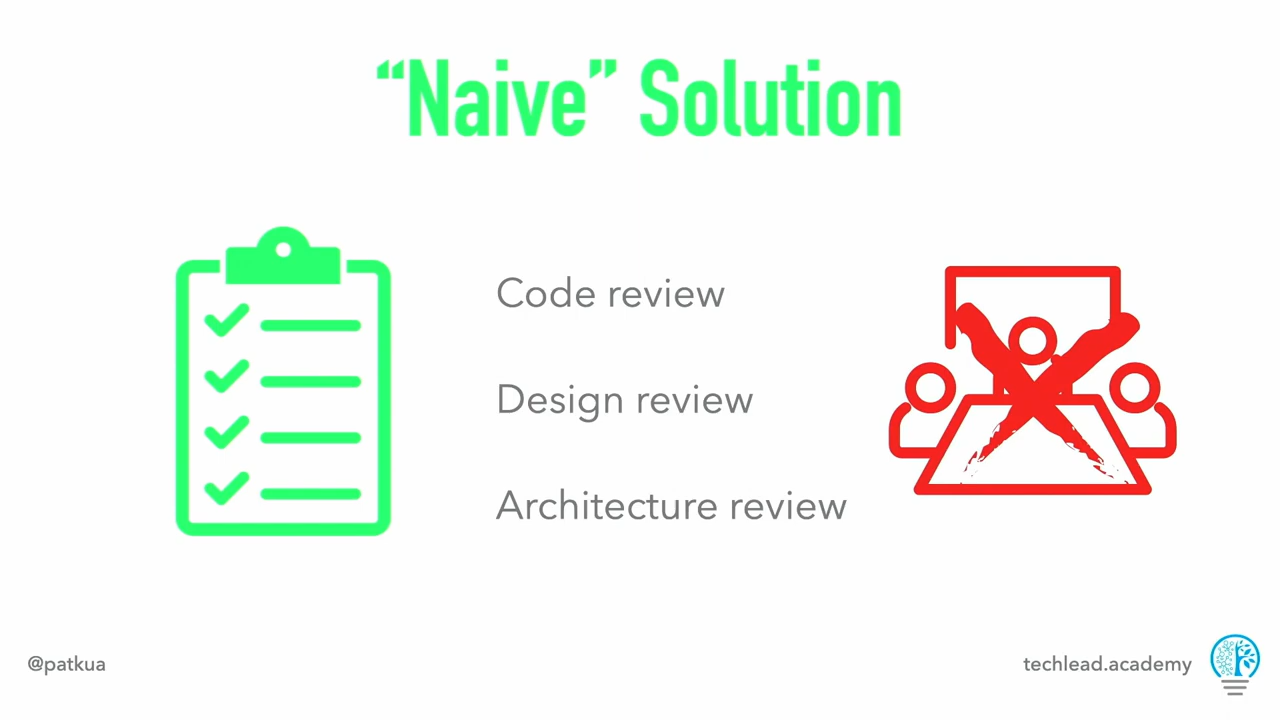 “Naive” Solution
Code review
Design review
Architecture review
@patkua
techlead.academy